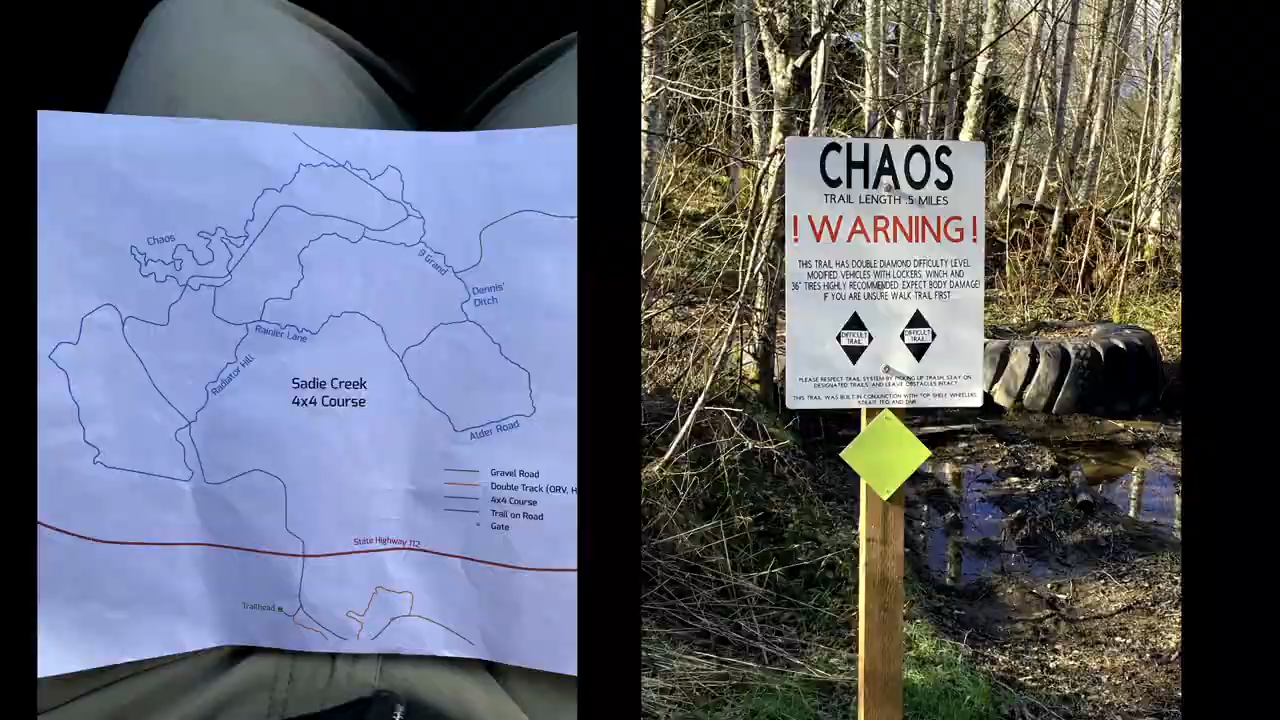 Chaos
9 Grand
Dennis'
Ditch
Rainier Lane
Radiator Hill
Sadie Creek
4x4 Course
Alder Road
Gravel Road
Double Track (ORV, H
4x4 Course
Trail on Road
Gate
State Highway 112
Trailhead
CHAOS
TRAIL LENGTH .5 MILES
! WARNING !
THIS TRAIL HAS DOUBLE DIAMOND DIFFICULTY LEVEL.
MODIFIED VEHICLES WITH LOCKERS, WINCH AND
36" TIRES HIGHLY RECOMMENDED. EXPECT BODY DAMAGE!
IF YOU ARE UNSURE WALK TRAIL FIRST
DIFFICULT
TRAIL
DIFFICULT
TRAIL
PLEASE RESPECT TRAIL SYSTEM BY PICKING UP TRASH, STAY ON
DESIGNATED TRAILS, AND LEAVE OBSTACLES INTACT.
THIS TRAIL WAS BUILT IN CONJUNCTION WITH TOP SHELF WHEELERS,
AND DNR